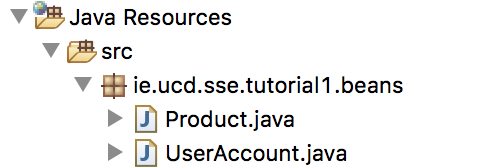 Java Resources
src
ie.ucd.sse.tutorial1.beans
J Product.java
J UserAccount.java